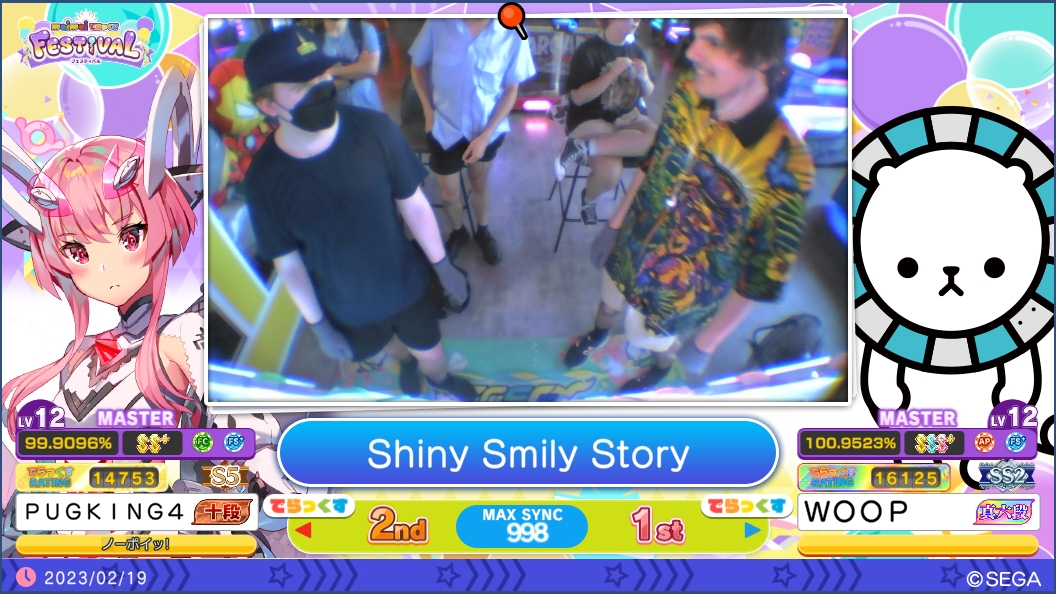 maimai でらっくす
FESTiVAL
フェスティバル
LV 12
MASTER
99.9096%
SS+
FC
FS+
でらっくす
RATING
14753
S5
PUGKING4
十段
ノーポイッ!
Shiny Smily Story
でらっくす
2nd
MAX SYNC
998
でらっくす
1st
MASTER
LV 12
100.9523%
SSS+
AP
FS+
でらっくす
RATING
16125
SS2
WOOP
真六段
2023/02/19
©SEGA